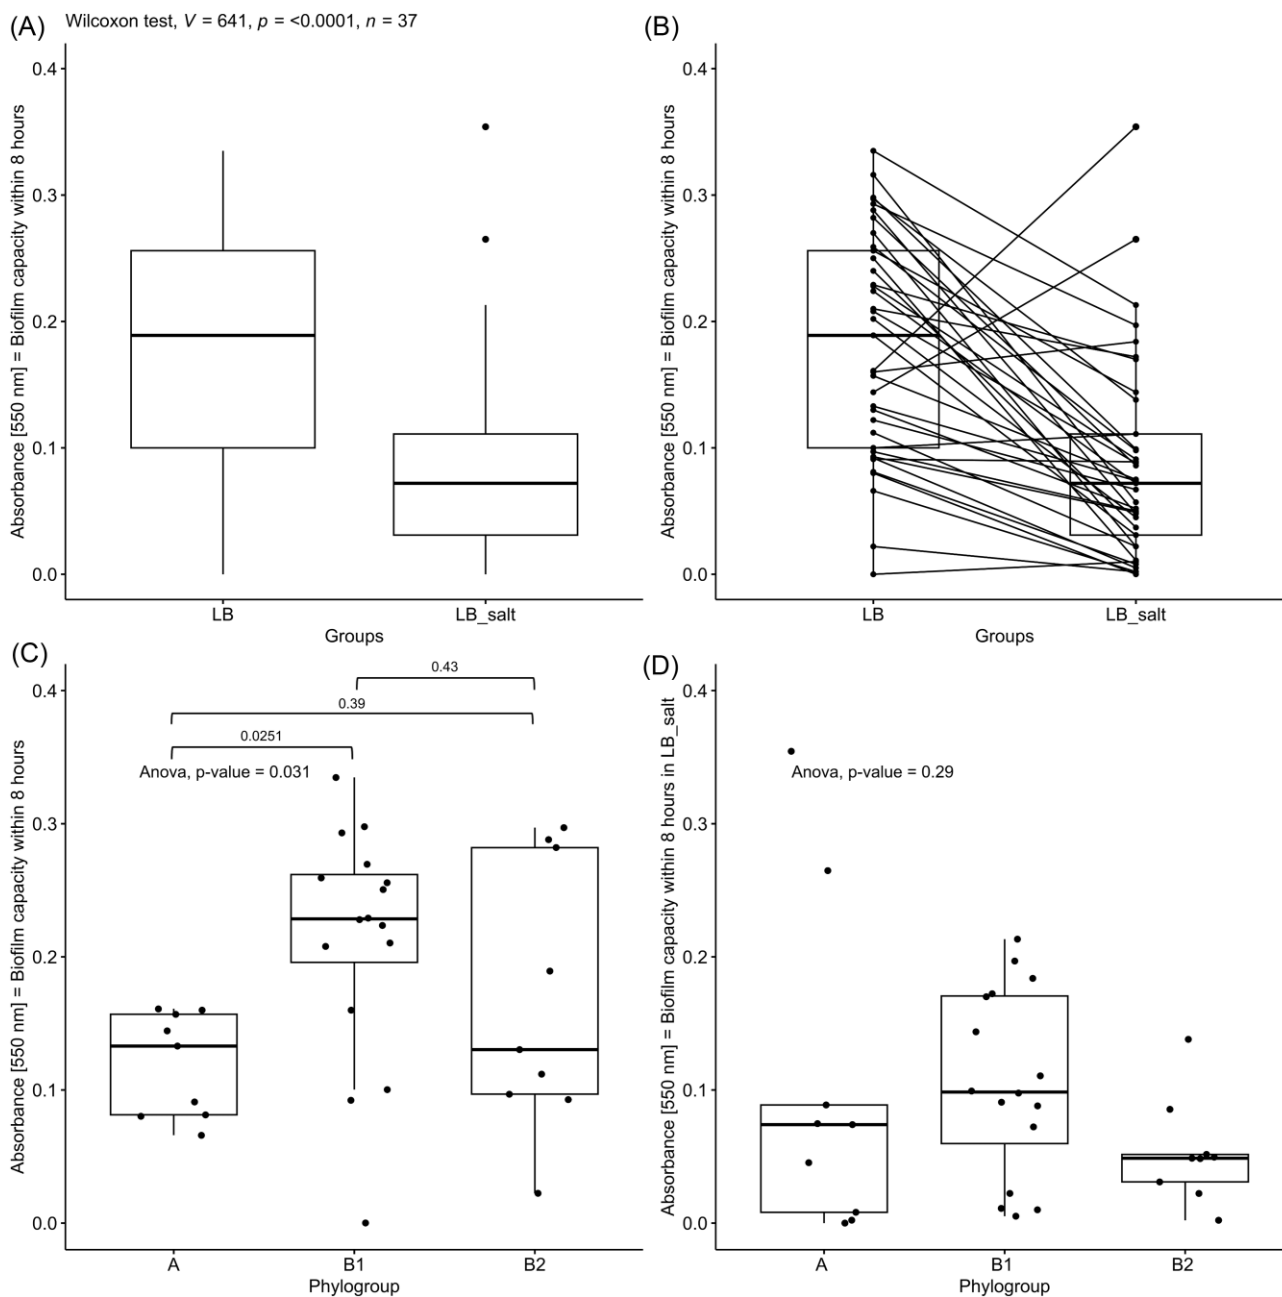 (A)
Wilcoxon test, V = 641, p = <0.0001, n = 37
Absorbance [550 nm] = Biofilm capacity within 8 hours
0.4
0.3
0.2
0.1
0.0
LB
LB_salt
Groups
(B)
Absorbance [550 nm] = Biofilm capacity within 8 hours
0.4
0.3
0.2
0.1
0.0
LB
LB_salt
Groups
(C)
Absorbance [550 nm] = Biofilm capacity within 8 hours
0.4
0.3
0.2
0.1
0.0
0.43
0.39
0.0251
Anova, p-value = 0.031
A
B1
B2
Phylogroup
(D)
Absorbance [550 nm] = Biofilm capacity within 8 hours in LB_salt
0.4
0.3
0.2
0.1
0.0
Anova, p-value = 0.29
A
B1
B2
Phylogroup